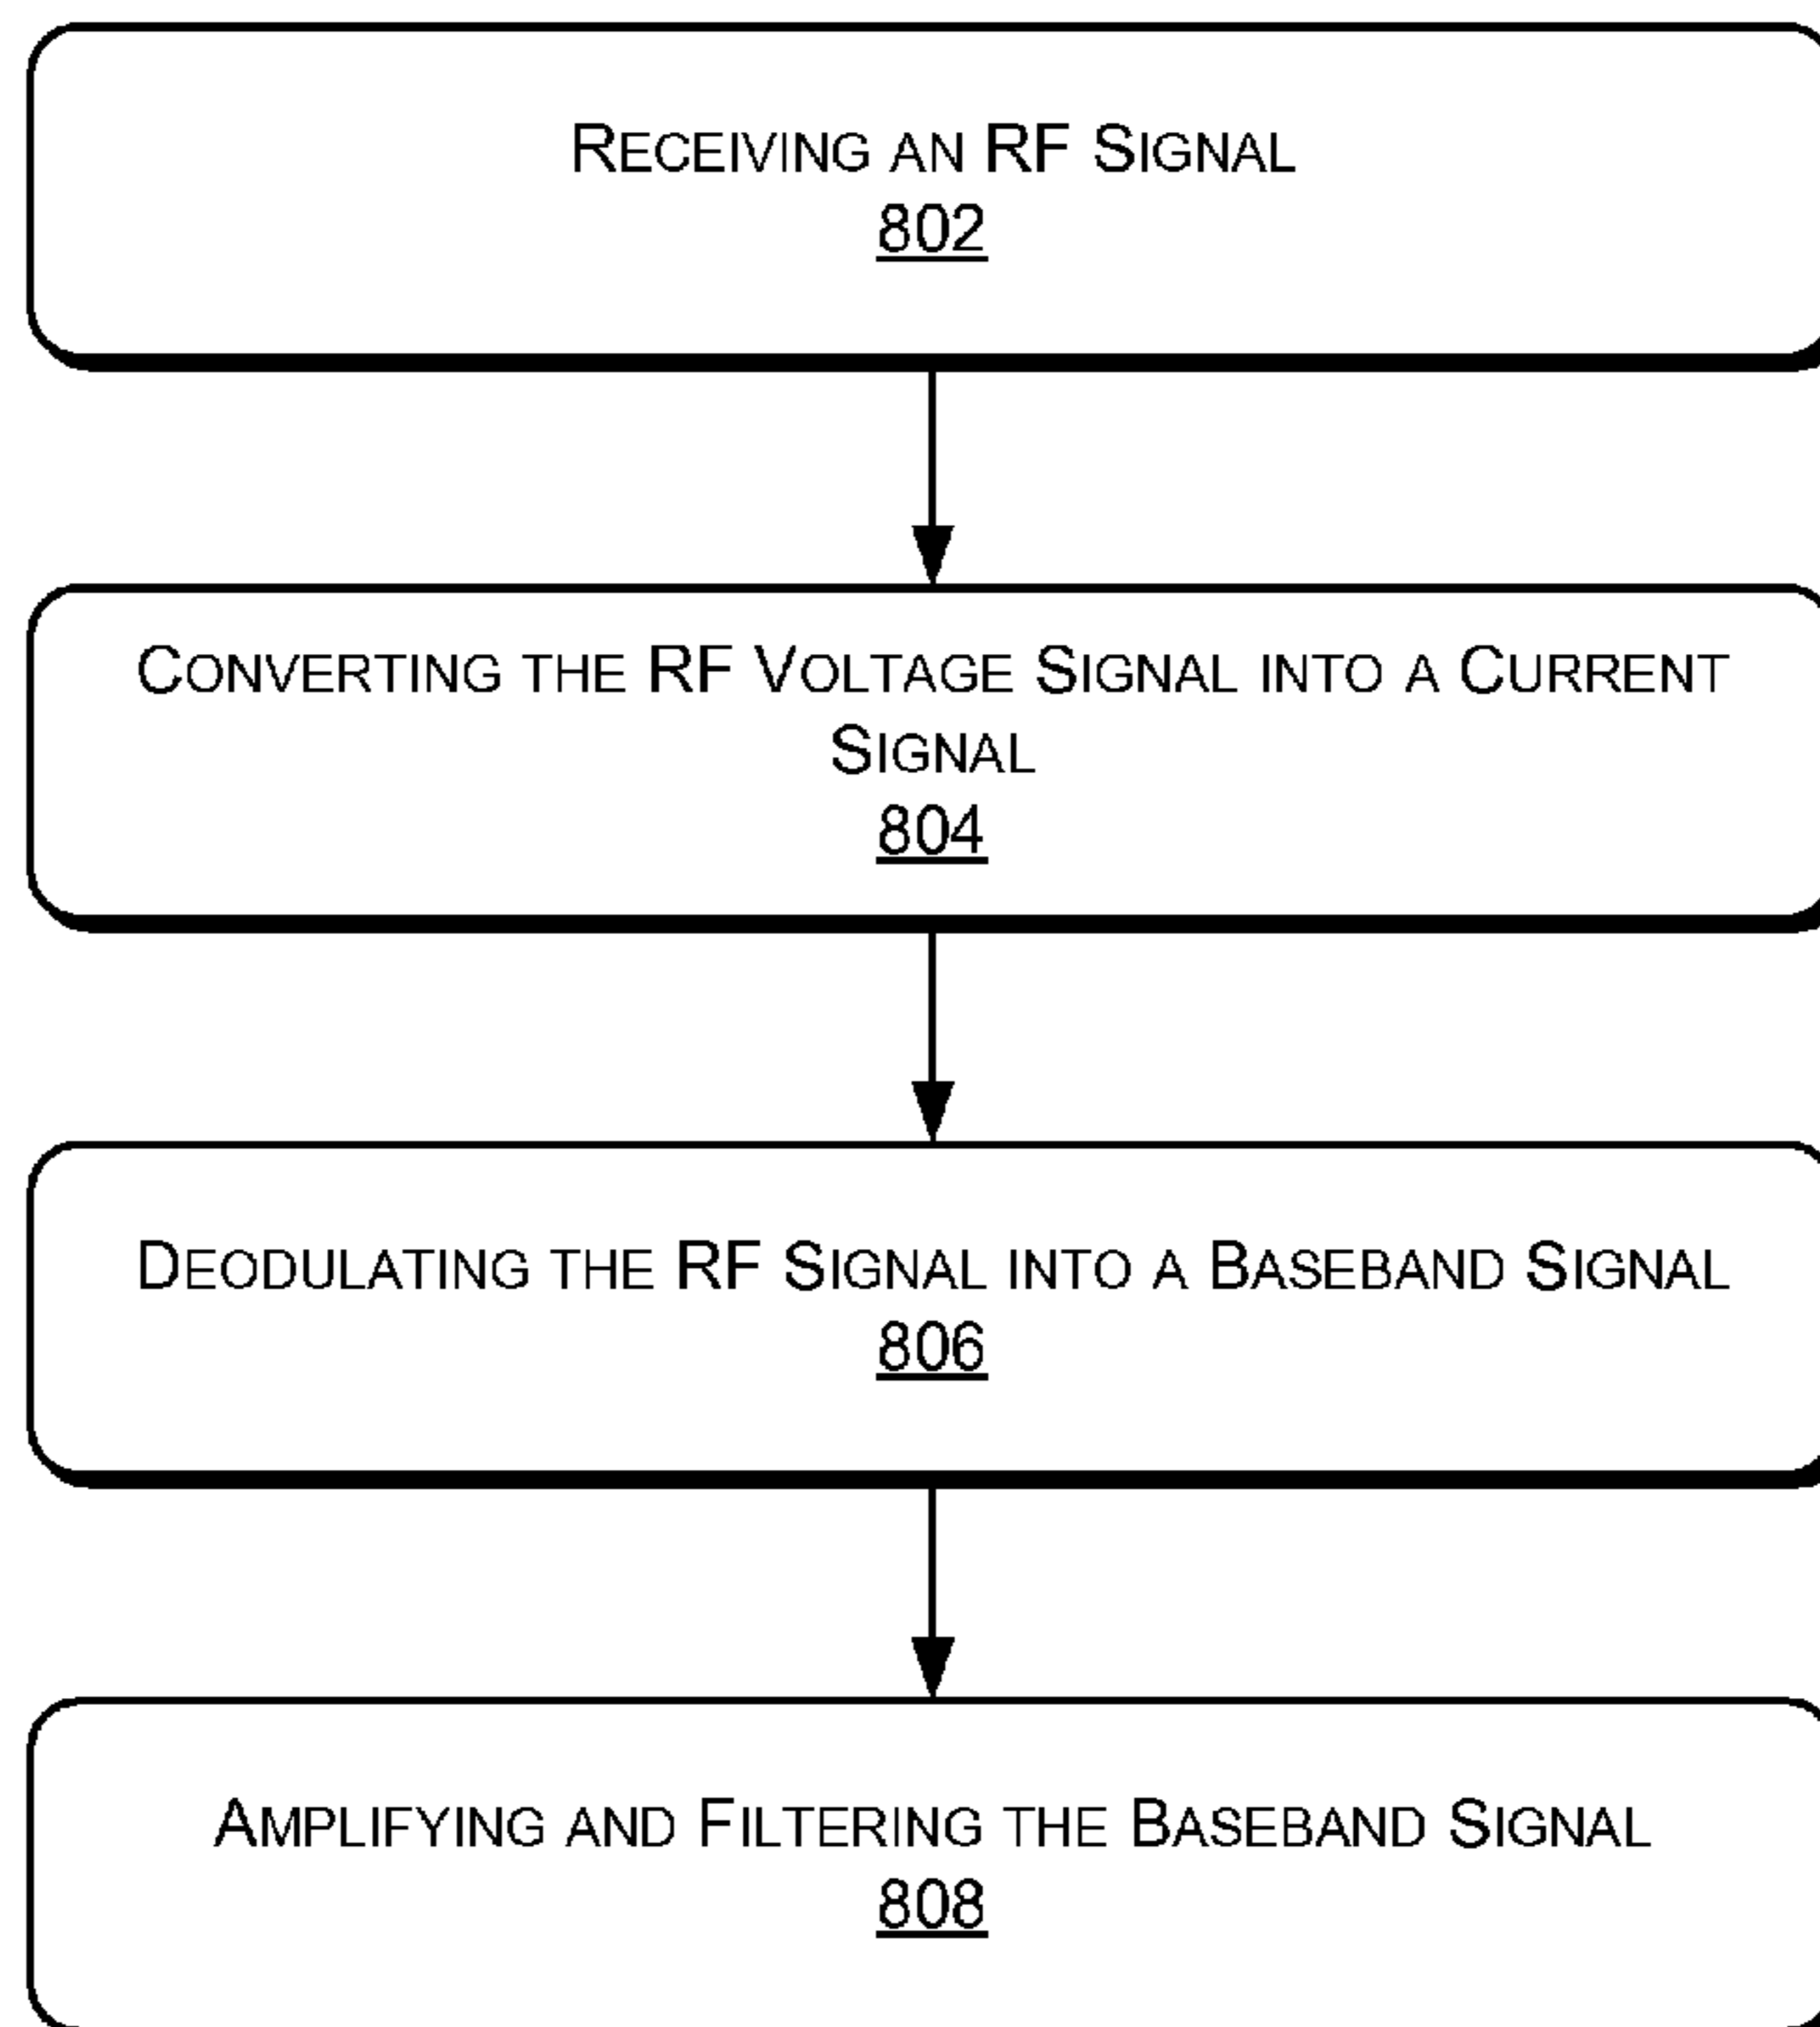 Receiving an RF Signal
802
Converting the RF Voltage Signal into a Current
Signal
804
Deodulating the RF Signal into a Baseband Signal
806
Amplifying and Filtering the Baseband Signal
808